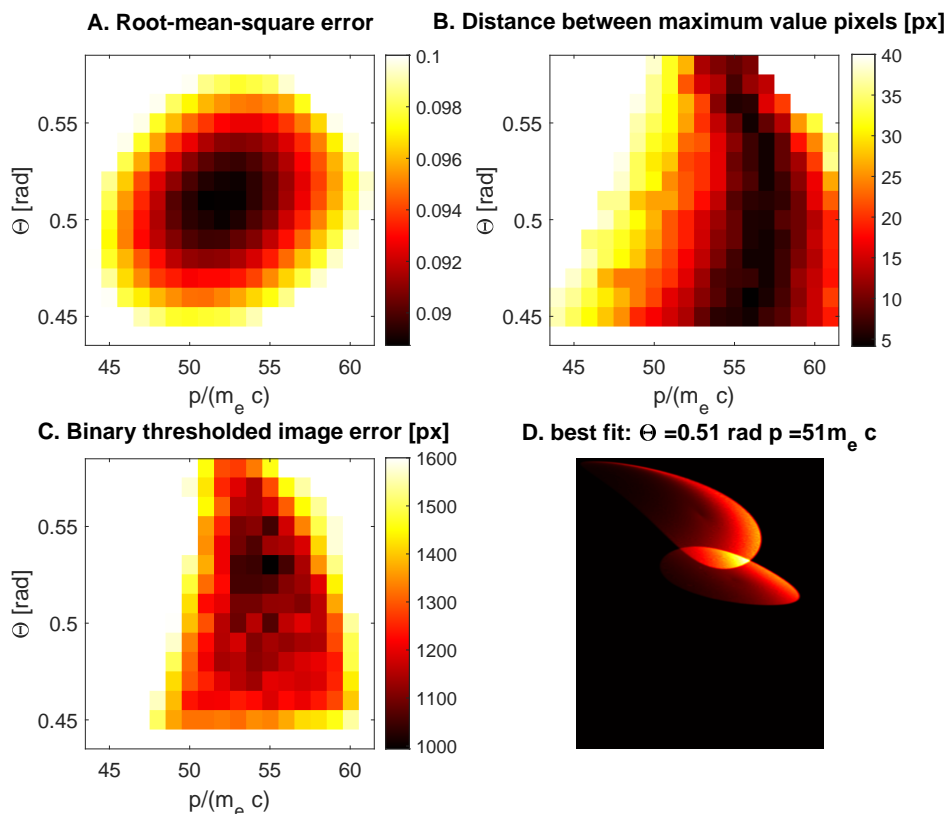 A. Root-mean-square error
Θ [rad]
0.55
0.5
0.45
45 50 55 60
p/(m_e c)
0.1
0.098
0.096
0.094
0.092
0.09
B. Distance between maximum value pixels [px]
Θ [rad]
0.55
0.5
0.45
45 50 55 60
p/(m_e c)
40
35
30
25
20
15
10
5
C. Binary thresholded image error [px]
Θ [rad]
0.55
0.5
0.45
45 50 55 60
p/(m_e c)
1600
1500
1400
1300
1200
1100
1000
D. best fit: Θ =0.51 rad p =51m_e c